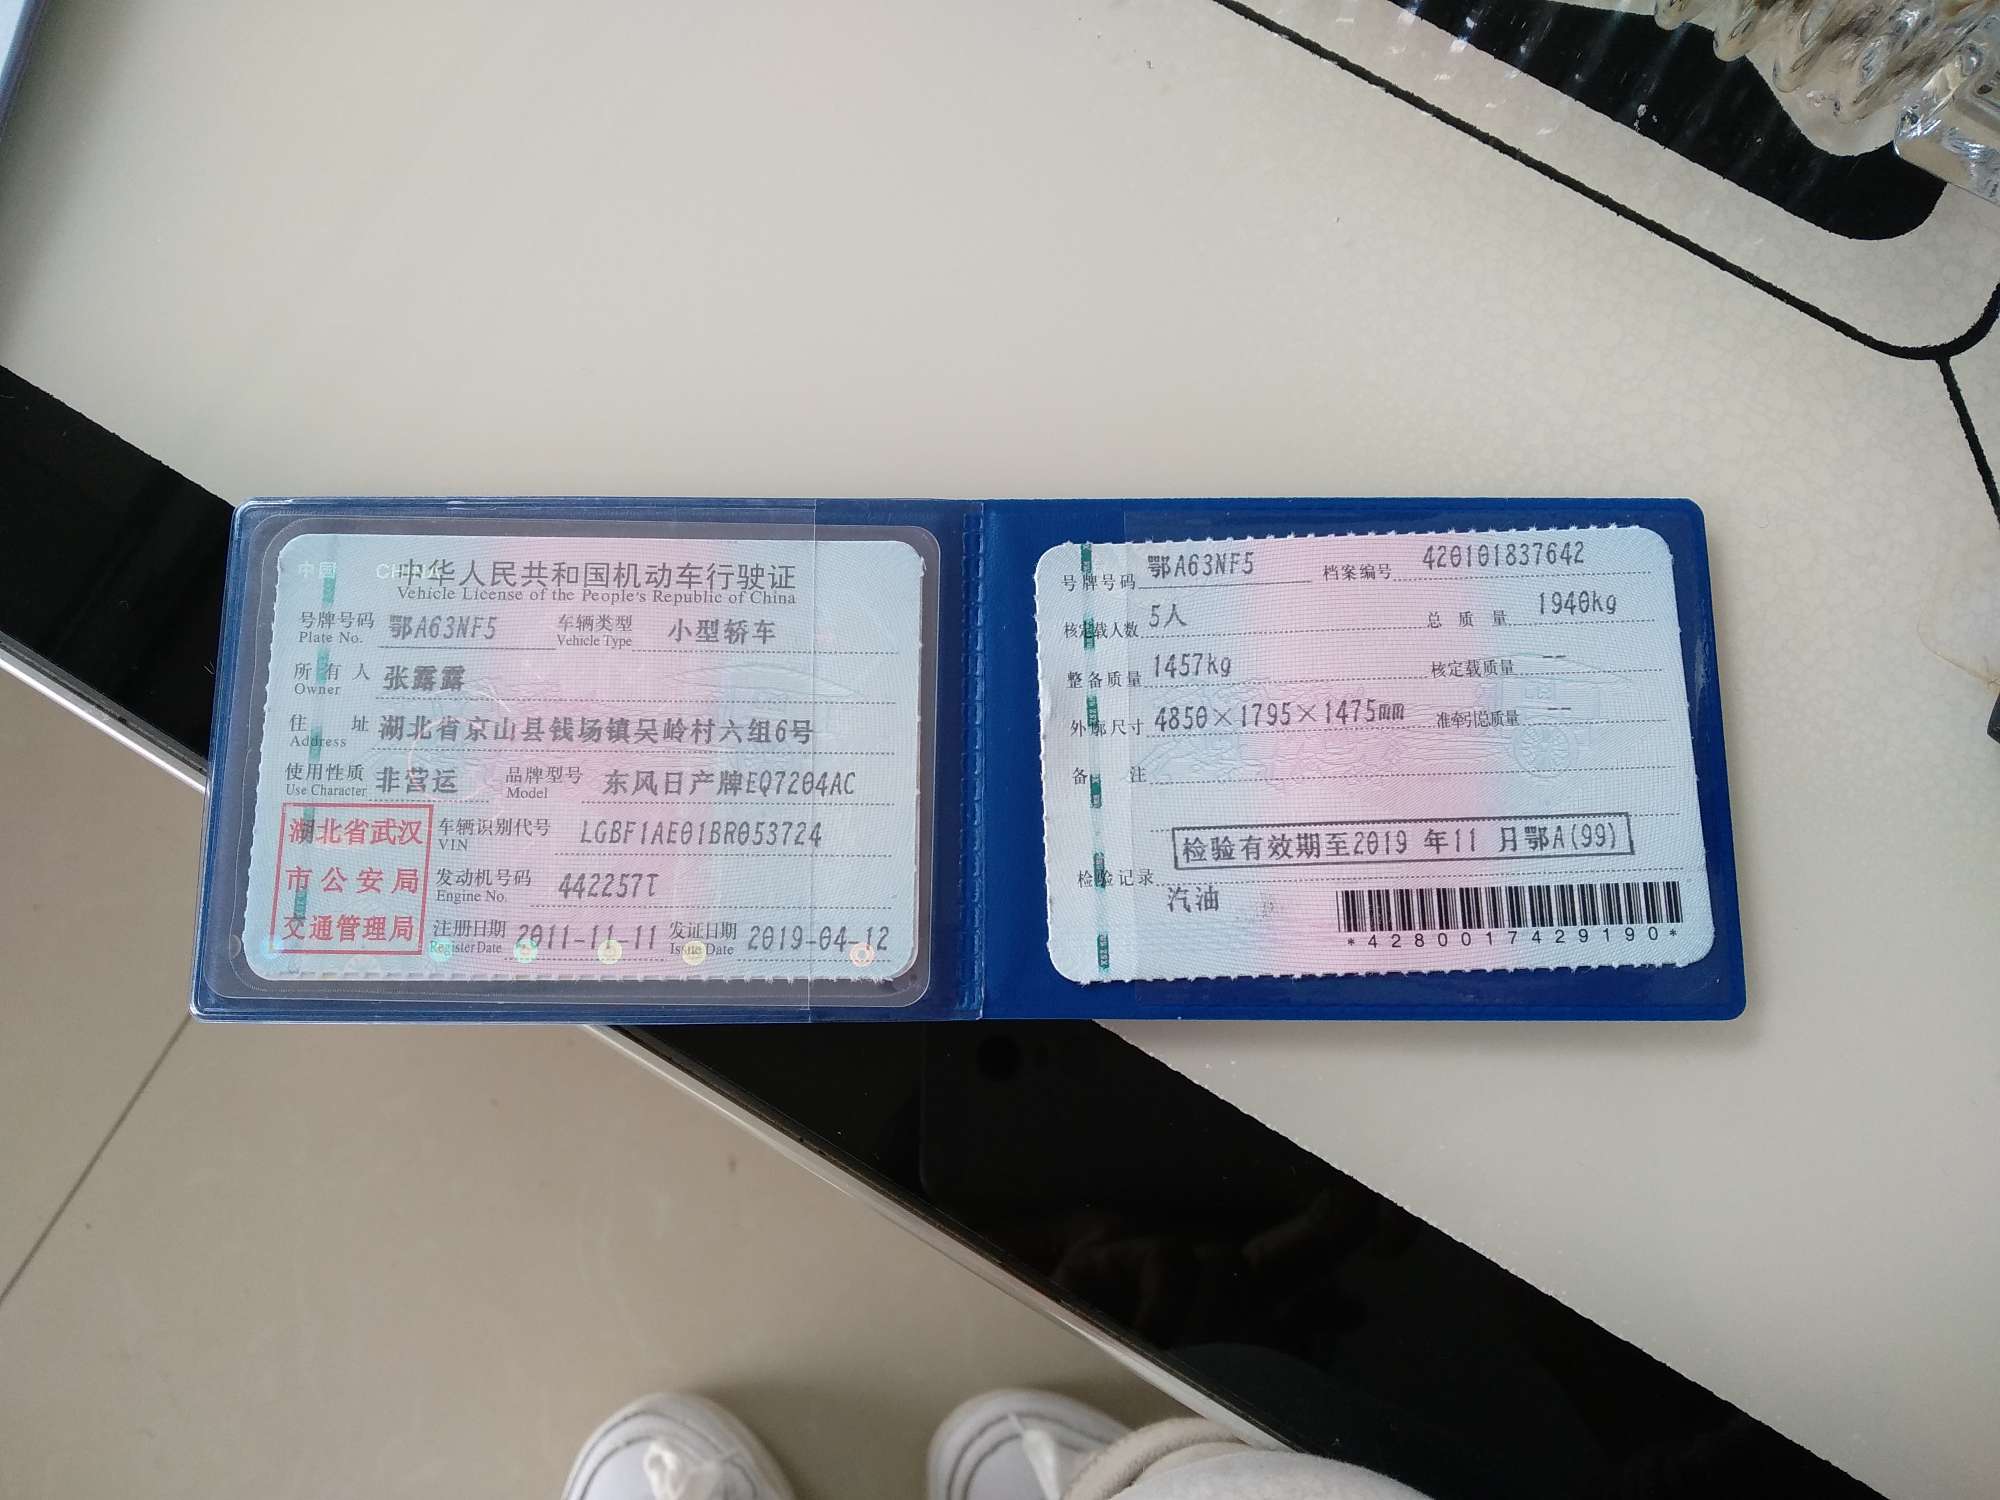 中国 CHINA
中华人民共和国机动车行驶证
Vehicle License of the People's Republic of China
号牌号码 鄂A63NF5 车辆类型 小型轿车
Plate No. Vehicle Type
所有人 张露露
Owner
住址 湖北省京山县钱场镇吴岭村六组6号
Address
使用性质 非营运 品牌型号 东风日产牌EQ7204AC
Use Character Model
湖北省武汉
市公安局
交通管理局
车辆识别代号 LGBF1AE01BR053724
VIN
发动机号码 442257T
Engine No.
注册日期 2011-11-11 发证日期 2019-04-12
Register Date Issue Date
号牌号码 鄂A63NF5 档案编号 420101837642
核定载人数 5人 总质量 1940kg
整备质量 1457kg 核定载质量 --
外廓尺寸 4850×1795×1475mm 准牵引总质量 --
备注
检验有效期至2019 年11 月鄂A(99)
检验记录
汽油
*4280017429190*